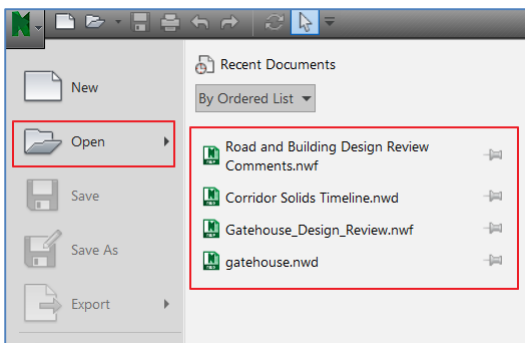 N
Recent Documents
New
By Ordered List
Open
Road and Building Design Review
Comments.nwf
Save
Corridor Solids Timeline.nwd
Gatehouse_Design_Review.nwf
Save As
gatehouse.nwd
Export